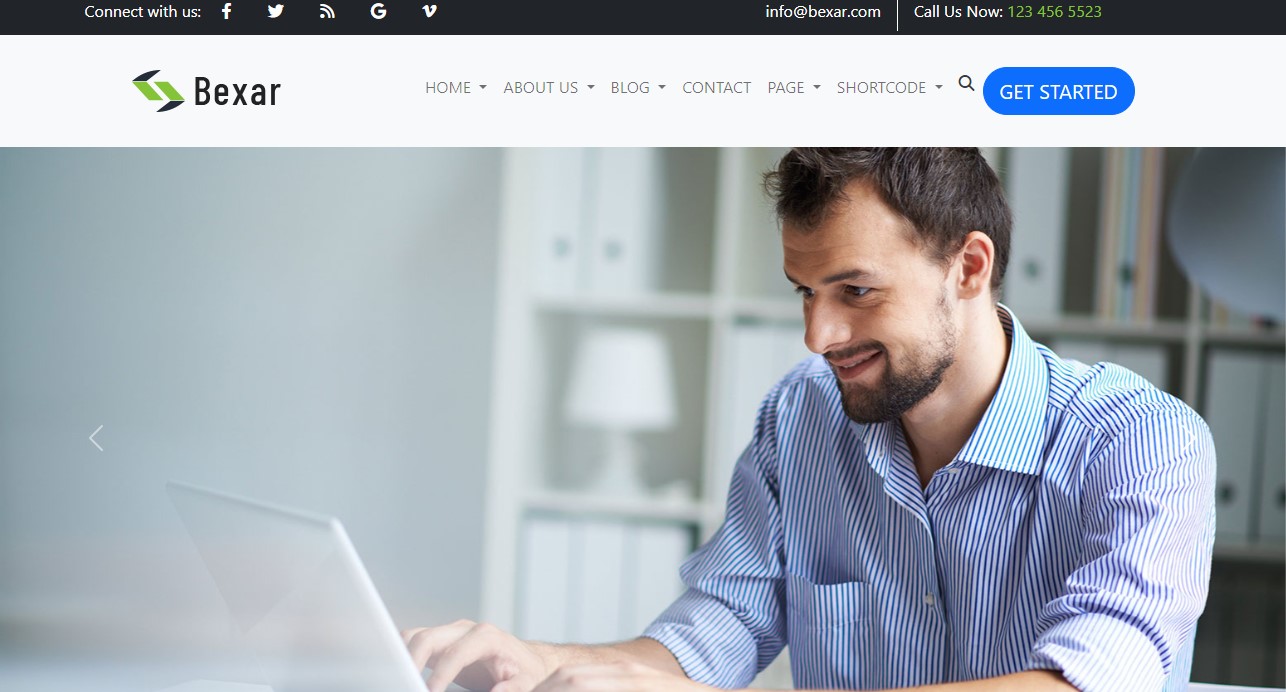 Connect with us:
info@bexar.com
Call Us Now: 123 456 5523
Bexar
HOME
ABOUT US
BLOG
CONTACT
PAGE
SHORTCODE
GET STARTED